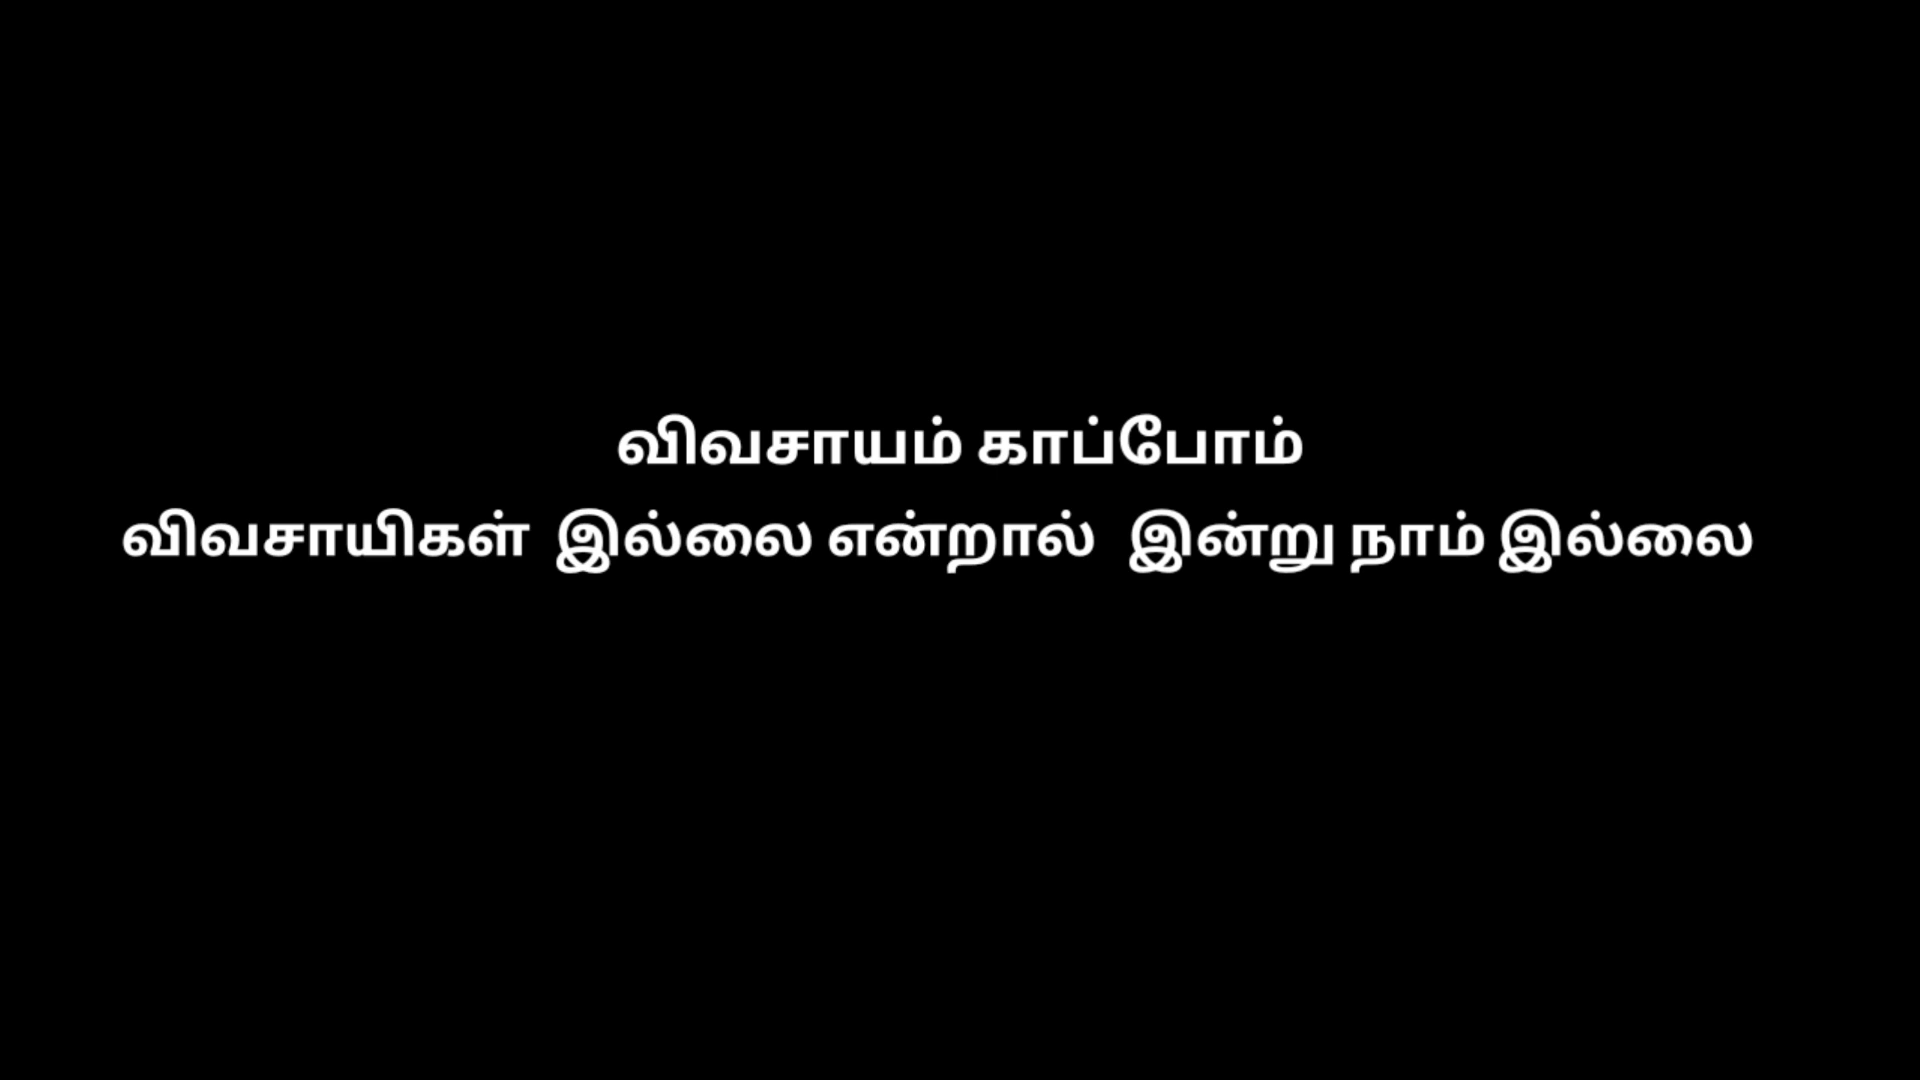 விவசாயம் காப்போம்
விவசாயிகள் இல்லை என்றால் இன்று நாம் இல்லை